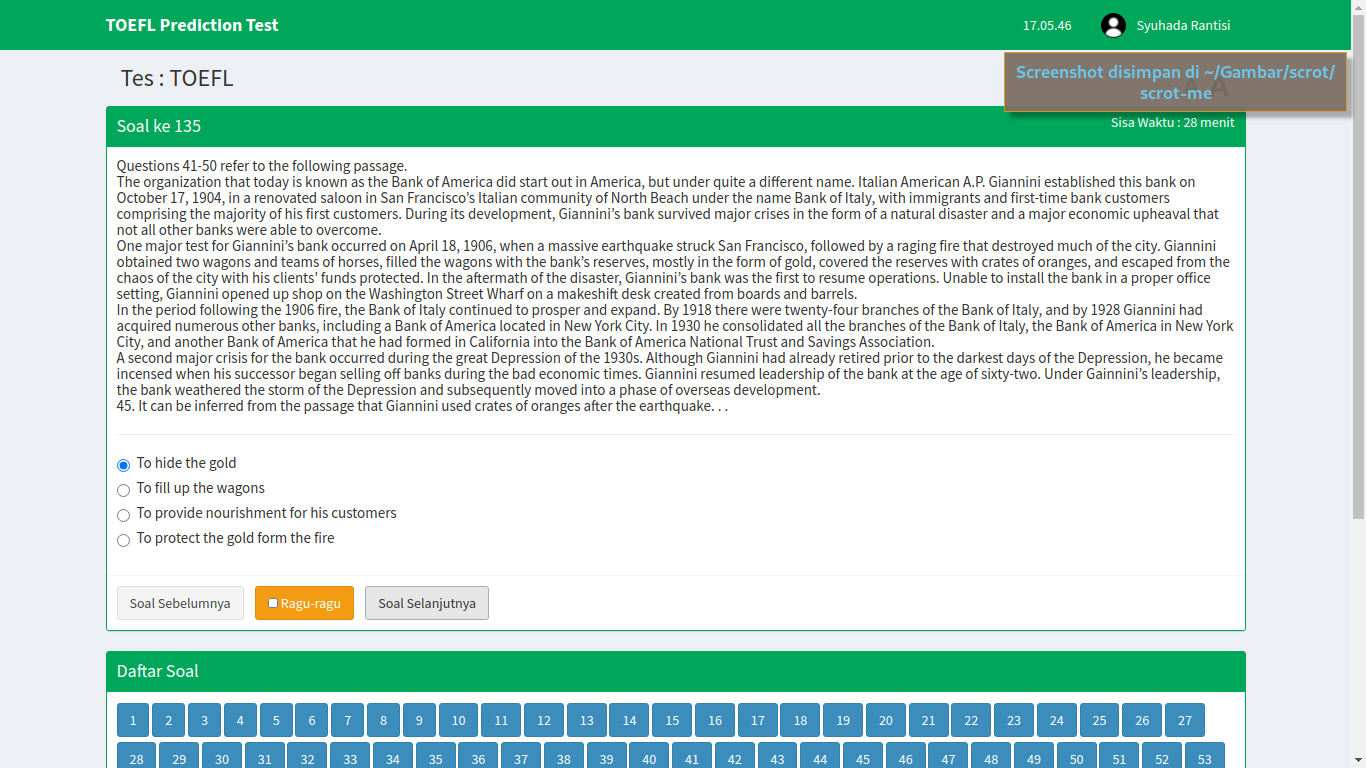 TOEFL Prediction Test
17.05.46
Syuhada Rantisi
Tes : TOEFL
A
Screenshot disimpan di ~/Gambar/scrot/
scrot-me
Soal ke 135
Sisa Waktu : 28 menit
Questions 41-50 refer to the following passage.
The organization that today is known as the Bank of America did start out in America, but under quite a different name. Italian American A.P. Giannini established this bank on
October 17, 1904, in a renovated saloon in San Francisco’s Italian community of North Beach under the name Bank of Italy, with immigrants and first-time bank customers
comprising the majority of his first customers. During its development, Giannini’s bank survived major crises in the form of a natural disaster and a major economic upheaval that
not all other banks were able to overcome.
One major test for Giannini’s bank occurred on April 18, 1906, when a massive earthquake struck San Francisco, followed by a raging fire that destroyed much of the city. Giannini
obtained two wagons and teams of horses, filled the wagons with the bank’s reserves, mostly in the form of gold, covered the reserves with crates of oranges, and escaped from the
chaos of the city with his clients’ funds protected. In the aftermath of the disaster, Giannini’s bank was the first to resume operations. Unable to install the bank in a proper office
setting, Giannini opened up shop on the Washington Street Wharf on a makeshift desk created from boards and barrels.
In the period following the 1906 fire, the Bank of Italy continued to prosper and expand. By 1918 there were twenty-four branches of the Bank of Italy, and by 1928 Giannini had
acquired numerous other banks, including a Bank of America located in New York City. In 1930 he consolidated all the branches of the Bank of Italy, the Bank of America in New York
City, and another Bank of America that he had formed in California into the Bank of America National Trust and Savings Association.
A second major crisis for the bank occurred during the great Depression of the 1930s. Although Giannini had already retired prior to the darkest days of the Depression, he became
incensed when his successor began selling off banks during the bad economic times. Giannini resumed leadership of the bank at the age of sixty-two. Under Gainnini’s leadership,
the bank weathered the storm of the Depression and subsequently moved into a phase of overseas development.
45. It can be inferred from the passage that Giannini used crates of oranges after the earthquake. . .
To hide the gold
To fill up the wagons
To provide nourishment for his customers
To protect the gold form the fire
Soal Sebelumnya
Ragu-ragu
Soal Selanjutnya
Daftar Soal
1 2 3 4 5 6 7 8 9 10 11 12 13 14 15 16 17 18 19 20 21 22 23 24 25 26 27
28 29 30 31 32 33 34 35 36 37 38 39 40 41 42 43 44 45 46 47 48 49 50 51 52 53